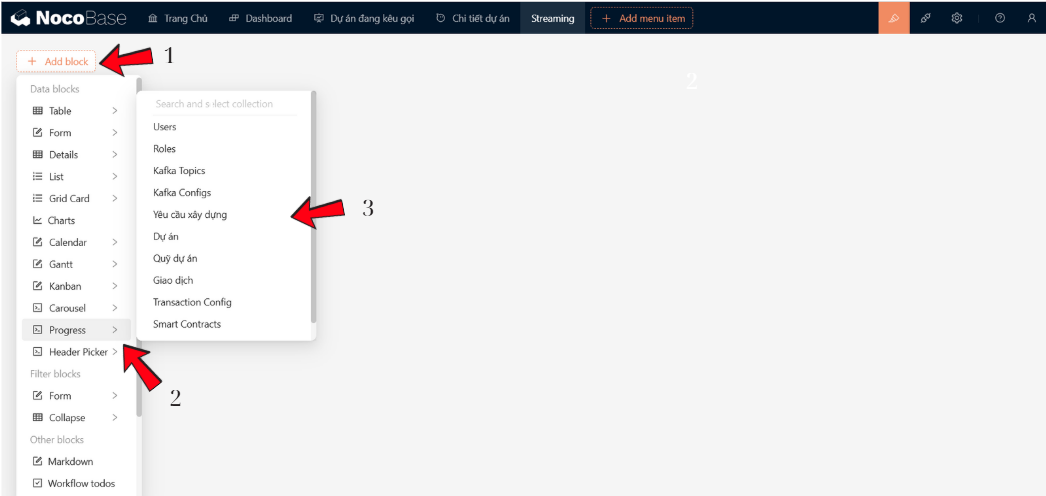 NocoBase Trang Chủ Dashboard Dự án đang kêu gọi Chi tiết dự án Streaming + Add menu item
+ Add block 1
2
Data blocks
Table
Form
Details
List
Grid Card
Charts
Calendar
Gantt
Kanban
Carousel
Progress
Header Picker
Filter blocks
Form
Collapse
Other blocks
Markdown
Workflow todos
Search and select collection
Users
Roles
Kafka Topics
Kafka Configs
Yêu cầu xây dựng
Dự án
Quỹ dự án
Giao dịch
Transaction Config
Smart Contracts
3
2